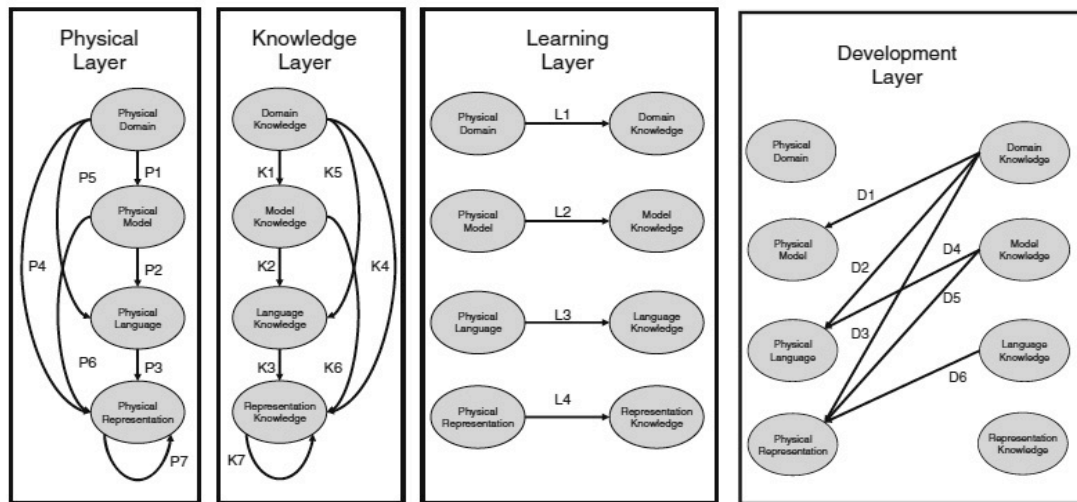 Physical
Layer
Physical
Domain
P5
P1
Physical
Model
P4
P2
Physical
Language
P6
P3
Physical
Representation
P7
Knowledge
Layer
Domain
Knowledge
K1
K5
Model
Knowledge
K2
K4
Language
Knowledge
K3
K6
Representation
Knowledge
K7
Learning
Layer
Physical
Domain
L1
Domain
Knowledge
Physical
Model
L2
Model
Knowledge
Physical
Language
L3
Language
Knowledge
Physical
Representation
L4
Representation
Knowledge
Development
Layer
Physical
Domain
Domain
Knowledge
D1
Physical
Model
D4
Model
Knowledge
D2
D5
Physical
Language
D3
Language
Knowledge
D6
Physical
Representation
Representation
Knowledge